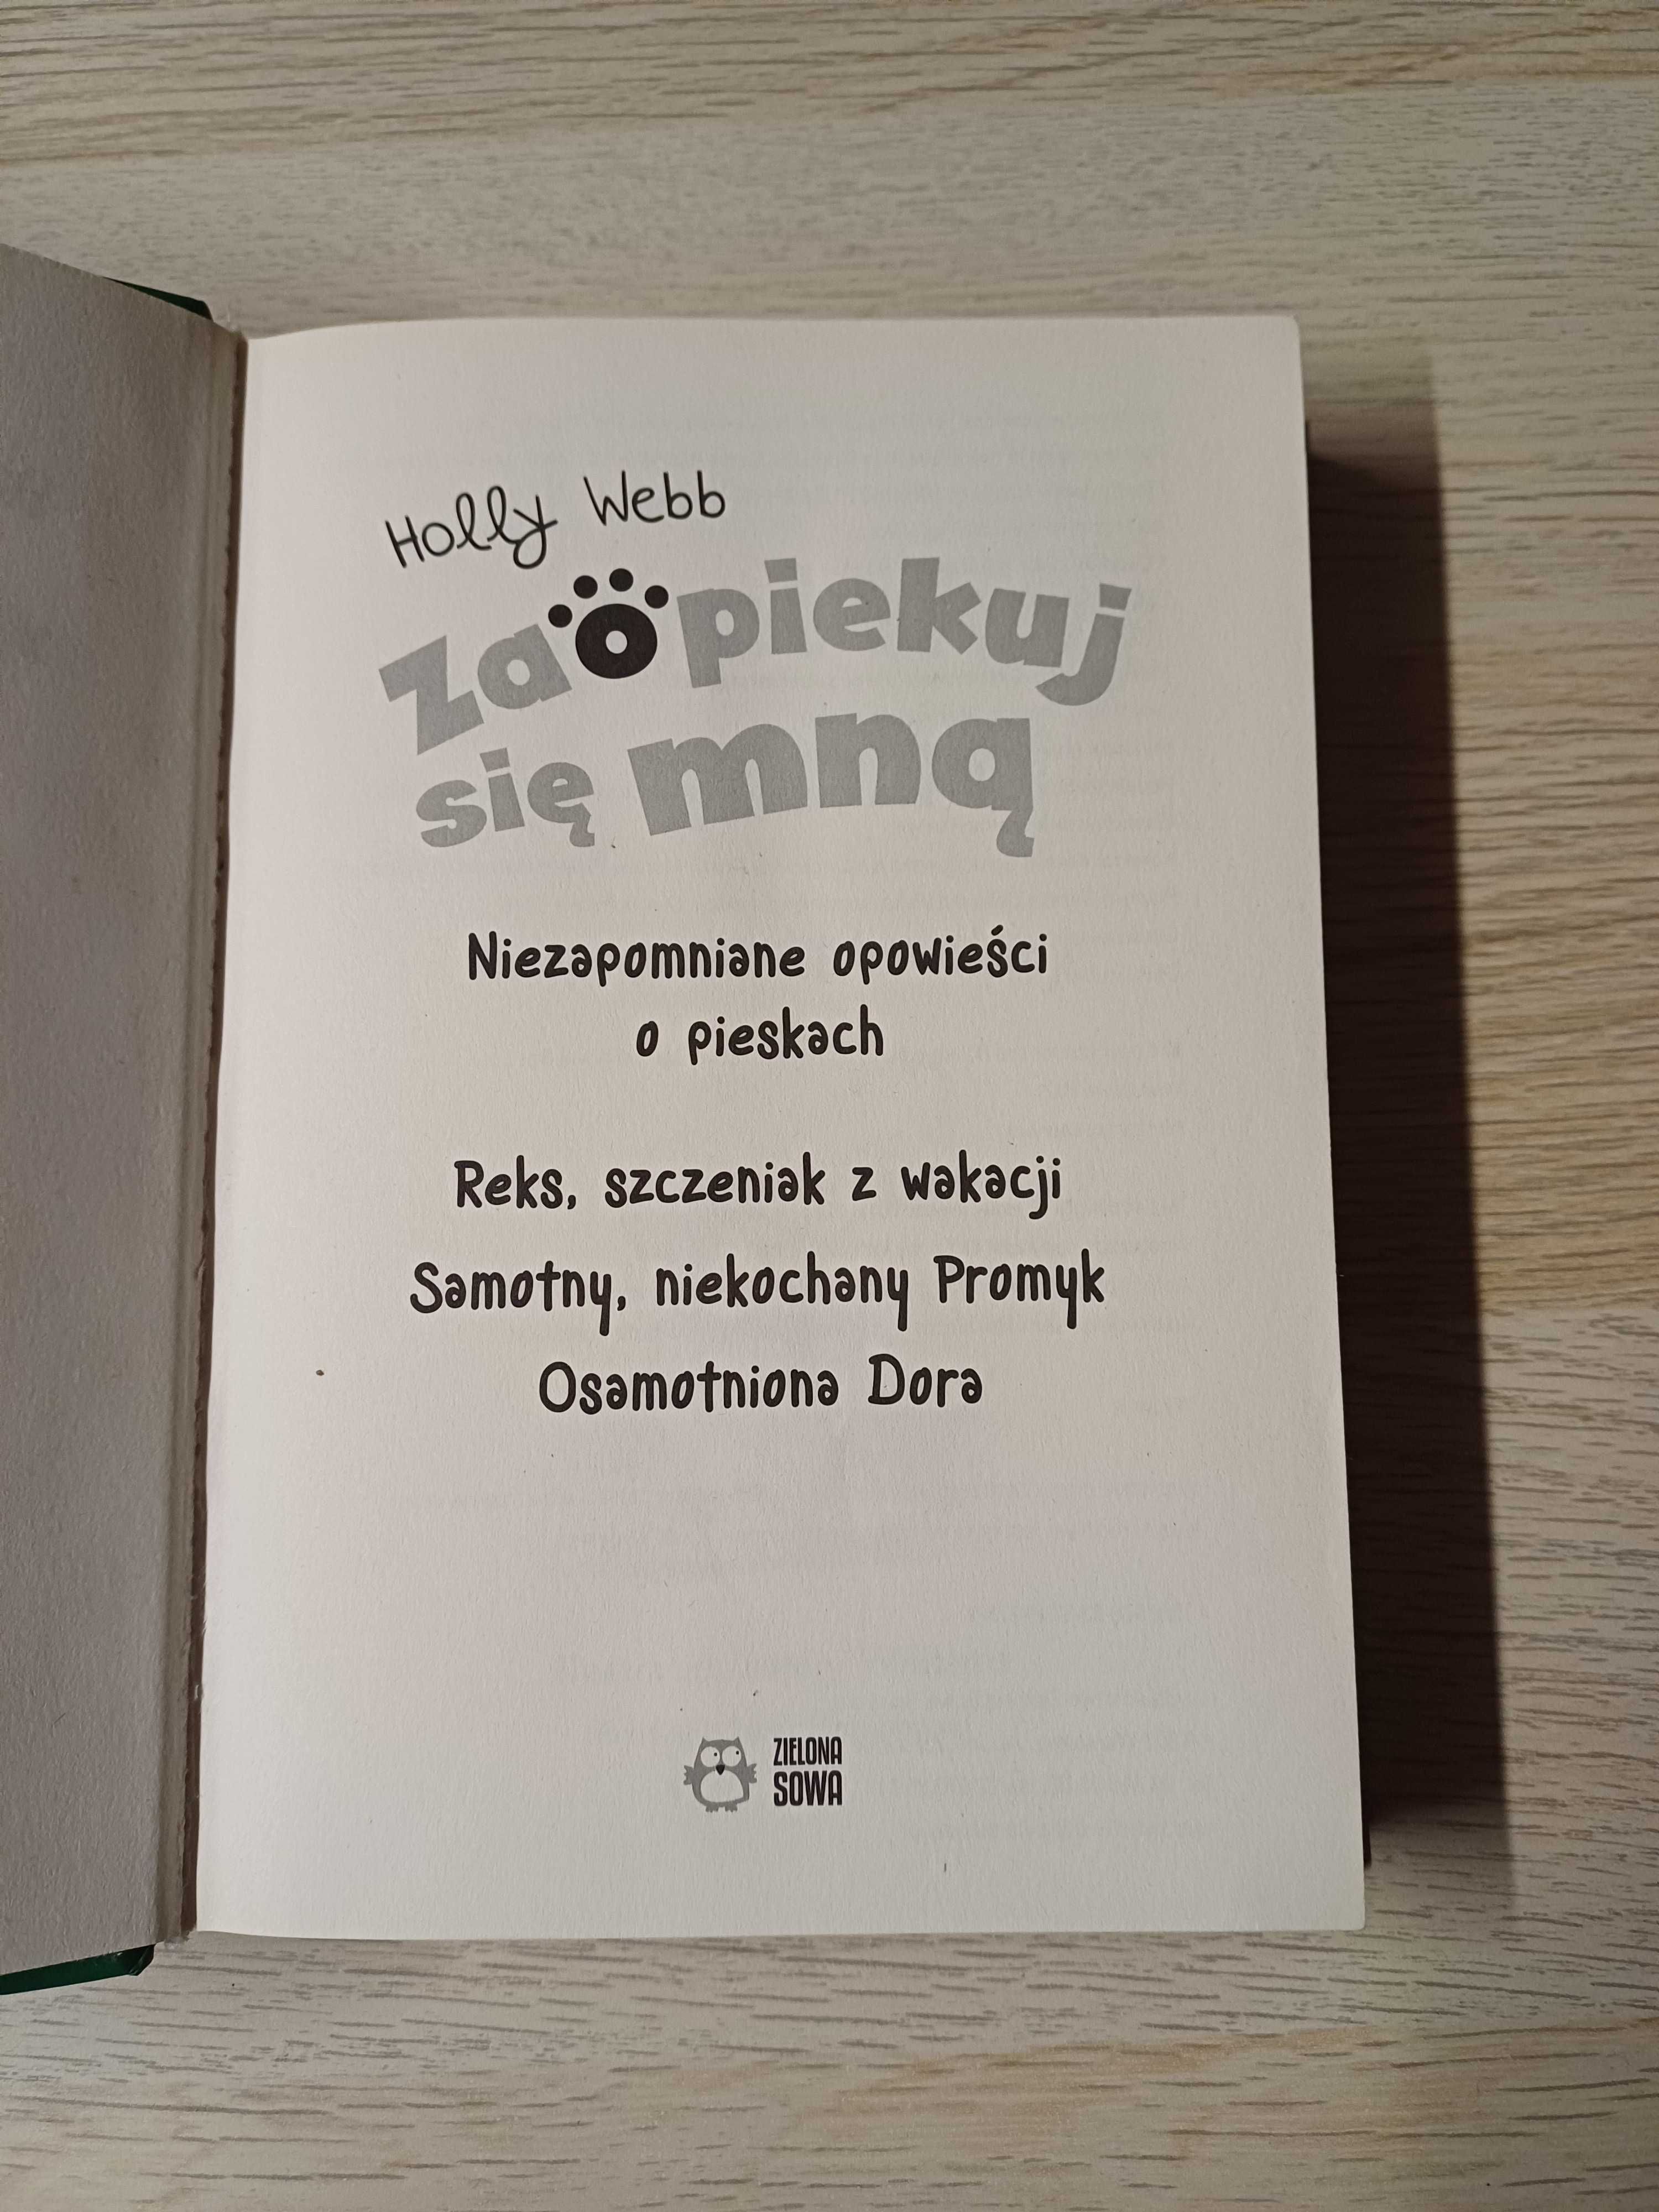 Holly Webb
Zaopiekuj
się mną
Niezapomniane opowieści
o pieskach
Reks, szczeniak z wakacji
Samotny, niekochany Promyk
Osamotniona Dora
ZIELONA
SOWA